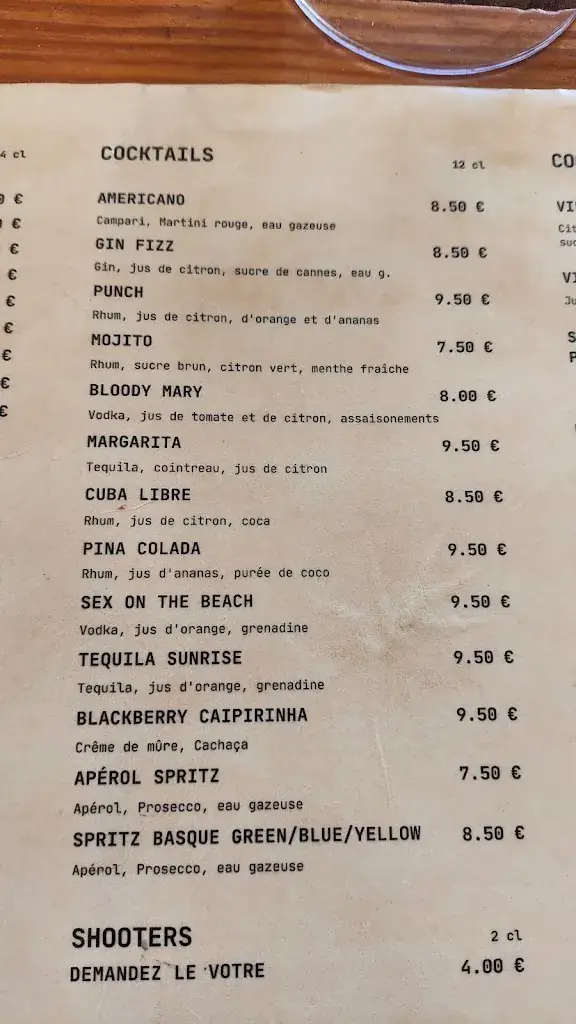 4 cl
COCKTAILS
12 cl
CO
AMERICANO 8.50 €
Campari, Martini rouge, eau gazeuse
GIN FIZZ 8.50 €
Gin, jus de citron, sucre de cannes, eau g.
PUNCH 9.50 €
Rhum, jus de citron, d'orange et d'ananas
MOJITO 7.50 €
Rhum, sucre brun, citron vert, menthe fraîche
BLOODY MARY 8.00 €
Vodka, jus de tomate et de citron, assaisonements
MARGARITA 9.50 €
Tequila, cointreau, jus de citron
CUBA LIBRE 8.50 €
Rhum, jus de citron, coca
PINA COLADA 9.50 €
Rhum, jus d'ananas, purée de coco
SEX ON THE BEACH 9.50 €
Vodka, jus d'orange, grenadine
TEQUILA SUNRISE 9.50 €
Tequila, jus d'orange, grenadine
BLACKBERRY CAIPIRINHA 9.50 €
Crême de mûre, Cachaça
APÉROL SPRITZ 7.50 €
Apérol, Prosecco, eau gazeuse
SPRITZ BASQUE GREEN/BLUE/YELLOW 8.50 €
Apérol, Prosecco, eau gazeuse
SHOOTERS 2 cl
DEMANDEZ LE VOTRE 4.00 €